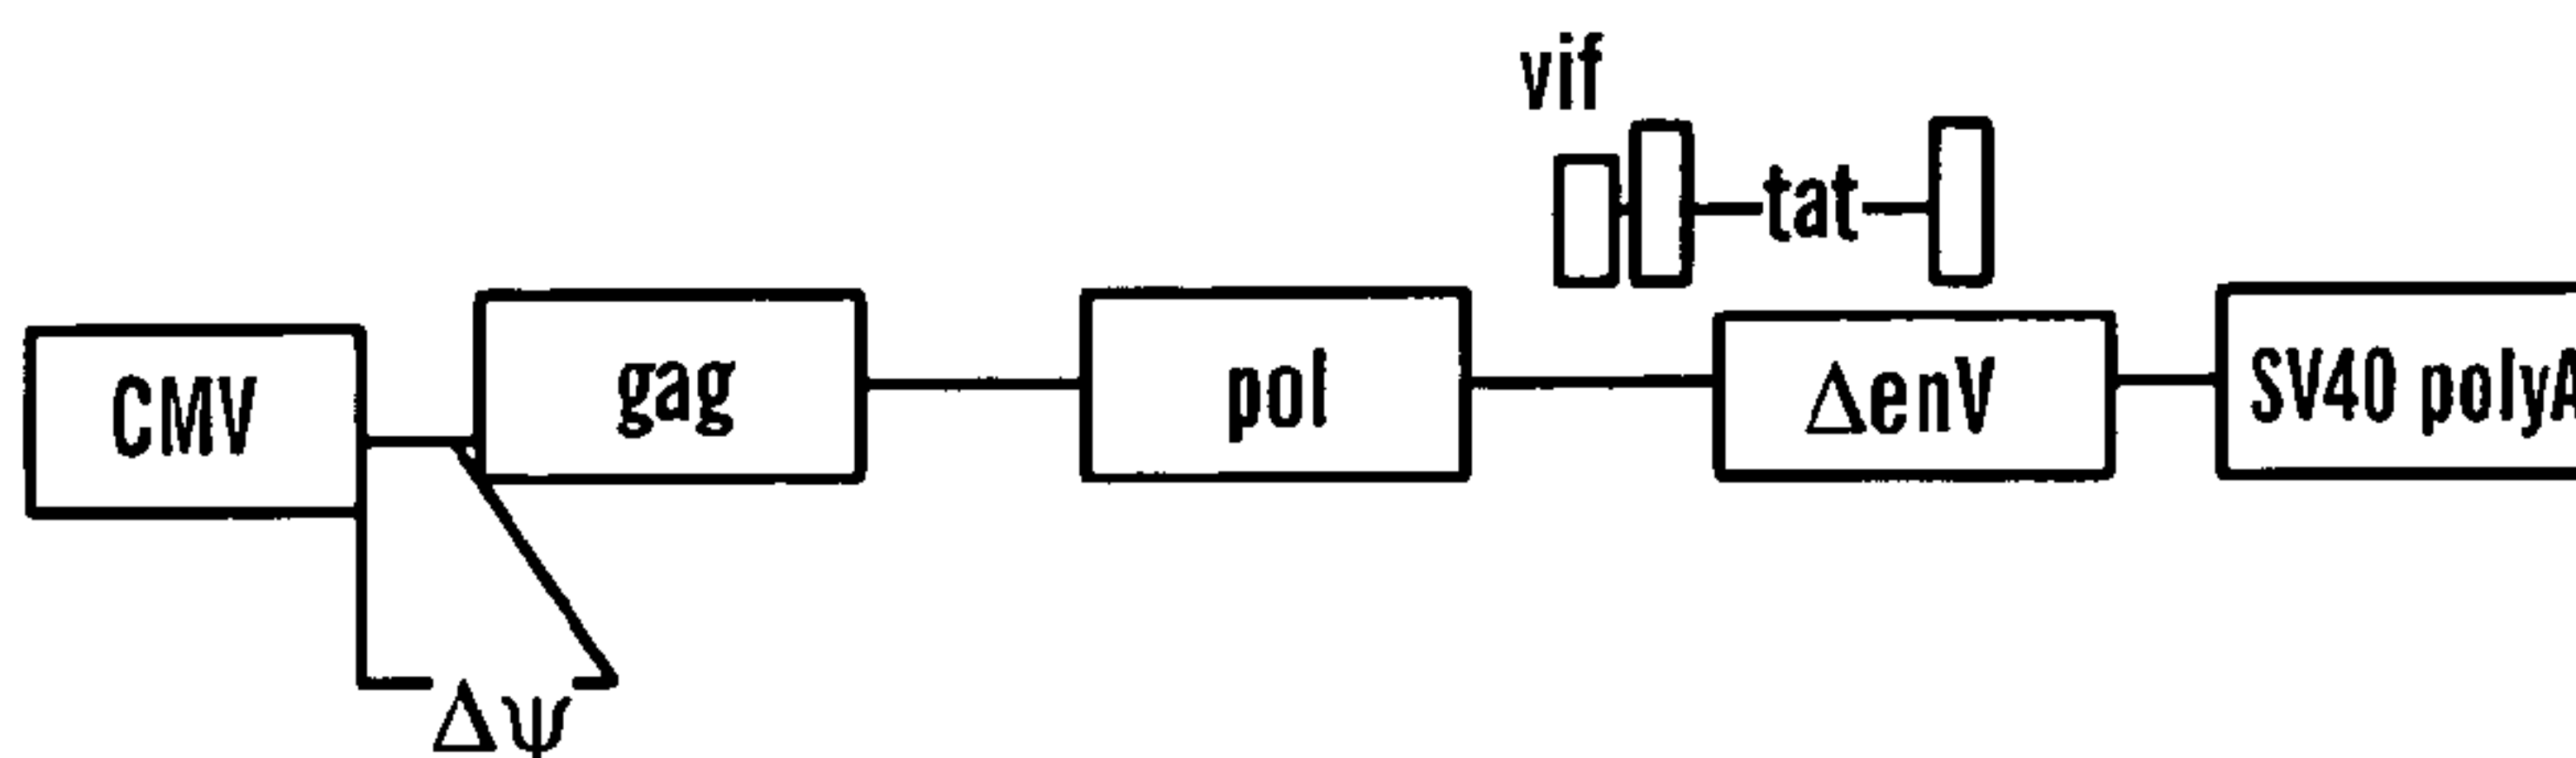 vif
tat
CMV
gag
pol
ΔenV
SV40 polyA
Δψ